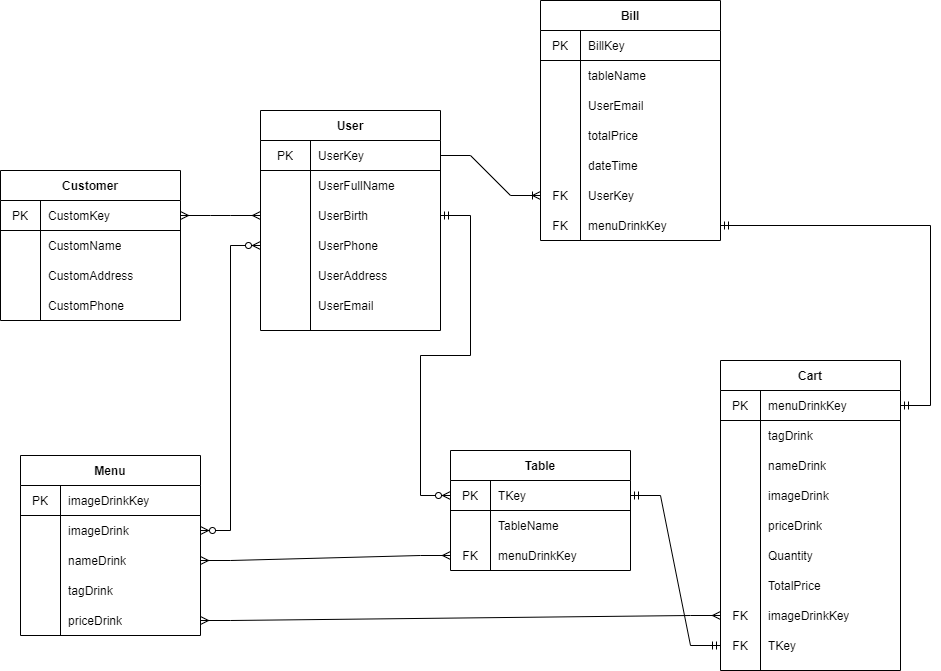 Bill
PK BillKey
tableName
UserEmail
totalPrice
dateTime
FK UserKey
FK menuDrinkKey
User
PK UserKey
UserFullName
UserBirth
UserPhone
UserAddress
UserEmail
Customer
PK CustomKey
CustomName
CustomAddress
CustomPhone
Cart
PK menuDrinkKey
tagDrink
nameDrink
imageDrink
priceDrink
Quantity
TotalPrice
FK imageDrinkKey
FK TKey
Table
PK TKey
TableName
FK menuDrinkKey
Menu
PK imageDrinkKey
imageDrink
nameDrink
tagDrink
priceDrink